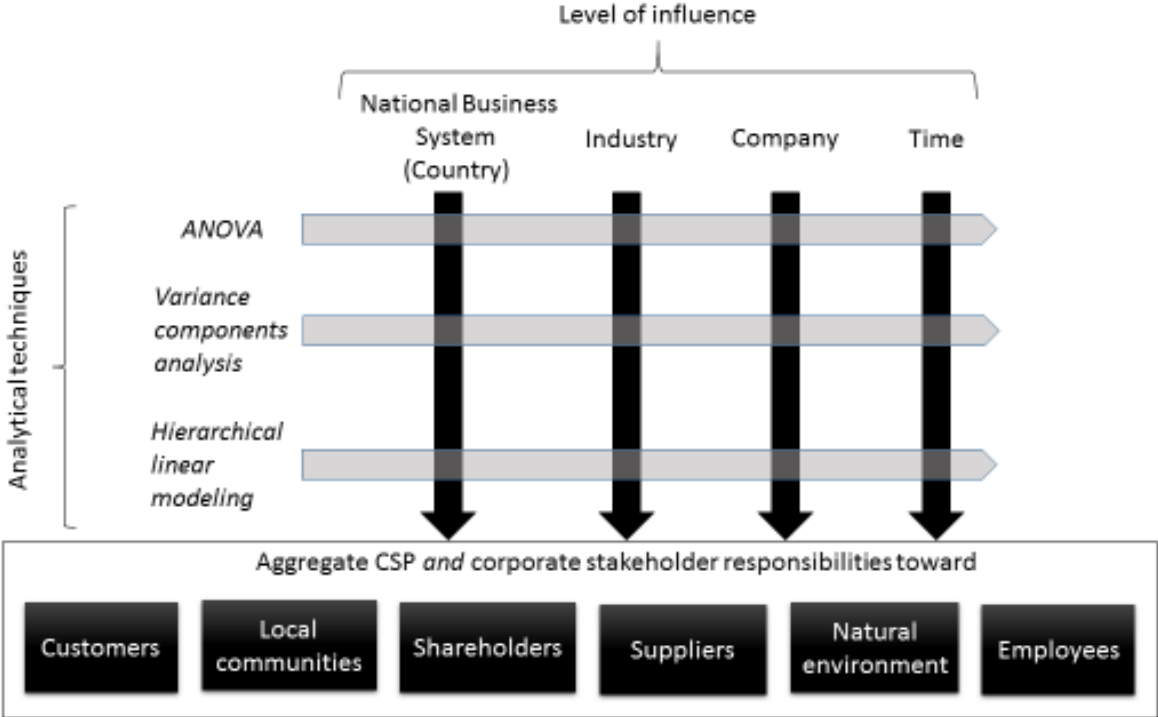 Level of influence
National Business
System
(Country)
Industry
Company
Time
Analytical techniques
ANOVA
Variance
components
analysis
Hierarchical
linear
modeling
Aggregate CSP and corporate stakeholder responsibilities toward
Customers
Local
communities
Shareholders
Suppliers
Natural
environment
Employees